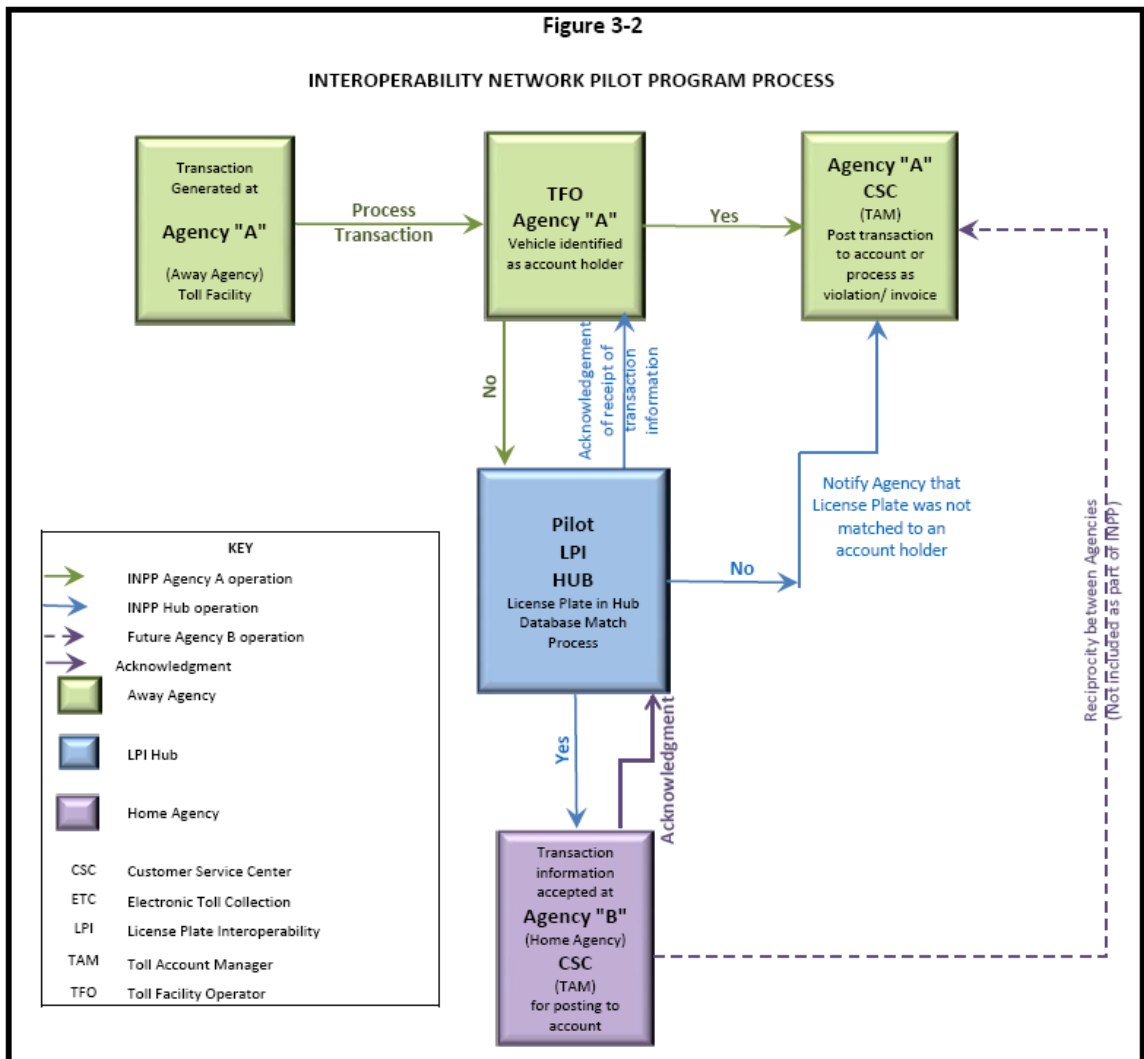 Figure 3-2
INTEROPERABILITY NETWORK PILOT PROGRAM PROCESS
Transaction
Generated at
Agency "A"
(Away Agency)
Toll Facility
Process
Transaction
TFO
Agency "A"
Vehicle identified
as account holder
Yes
Agency "A"
CSC
(TAM)
Post transaction
to account or
process as
violation/ invoice
No
Acknowledgement
of receipt of
transaction
information
Pilot
LPI
HUB
License Plate in Hub
Database Match
Process
No
Notify Agency that
License Plate was not
matched to an
account holder
Reciprocity between Agencies
(Not included as part of INPP)
Yes
Acknowledgment
Transaction
information
accepted at
Agency "B"
(Home Agency)
CSC
(TAM)
for posting to
account
KEY
INPP Agency A operation
INPP Hub operation
Future Agency B operation
Acknowledgment
Away Agency
LPI Hub
Home Agency
CSC Customer Service Center
ETC Electronic Toll Collection
LPI License Plate Interoperability
TAM Toll Account Manager
TFO Toll Facility Operator